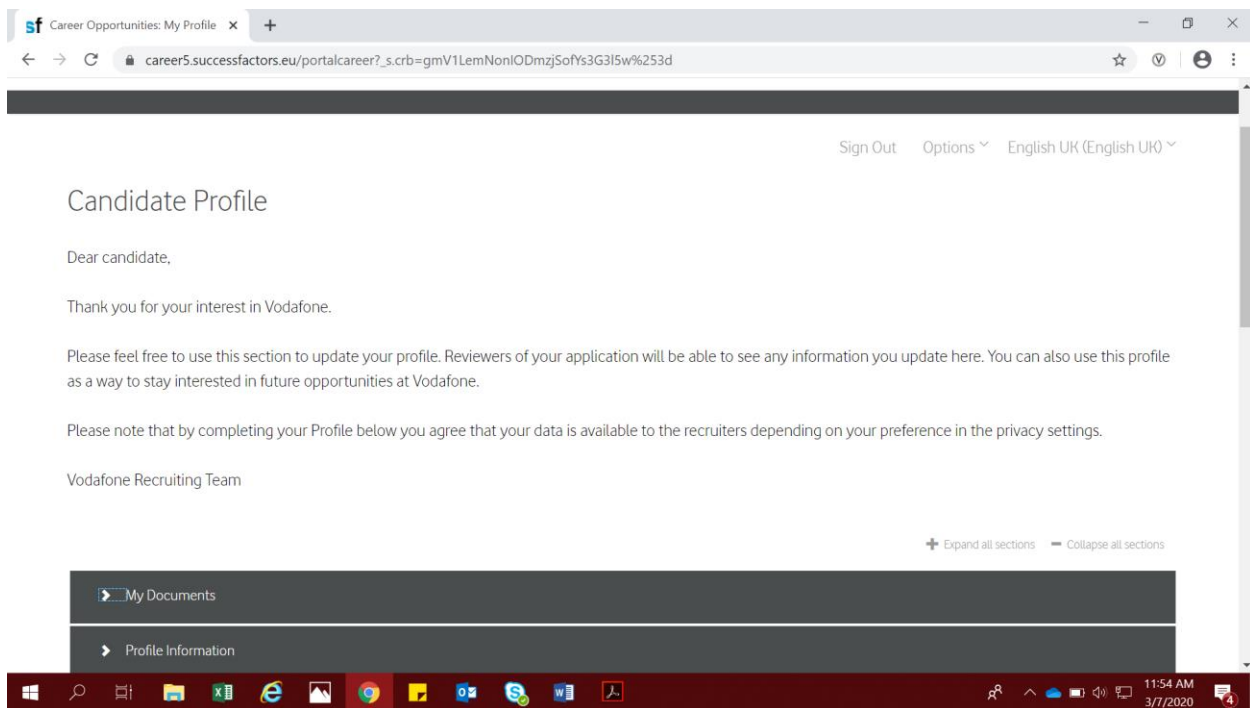 sf Career Opportunities: My Profile
career5.successfactors.eu/portalcareer?_s.crb=gmV1LemNonIODmzjSofYs3G3l5w%253d
Sign Out Options English UK (English UK)
Candidate Profile
Dear candidate,
Thank you for your interest in Vodafone.
Please feel free to use this section to update your profile. Reviewers of your application will be able to see any information you update here. You can also use this profile
as a way to stay interested in future opportunities at Vodafone.
Please note that by completing your Profile below you agree that your data is available to the recruiters depending on your preference in the privacy settings.
Vodafone Recruiting Team
Expand all sections Collapse all sections
My Documents
Profile Information
11:54 AM
3/7/2020
4